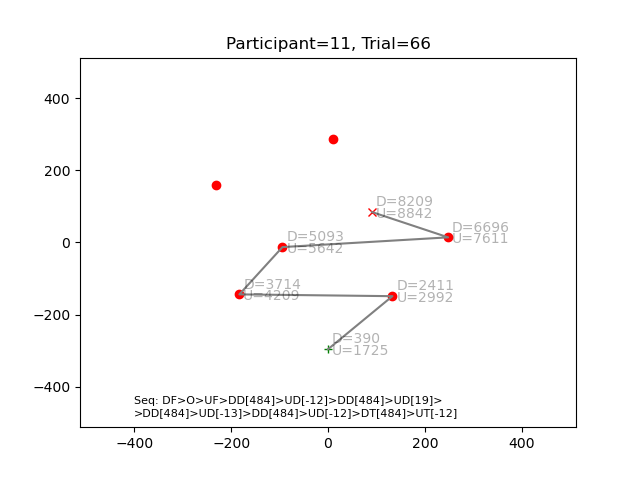 Participant=11, Trial=66
400
200
0
−200
−400
D=8209
U=8842
D=6696
U=7611
D=5093
U=5642
D=3714
U=4209
D=2411
U=2992
D=390
U=1725
Seq: DF>O>UF>DD[484]>UD[-12]>DD[484]>UD[19]>
>DD[484]>UD[-13]>DD[484]>UD[-12]>DT[484]>UT[-12]
−400 −200 0 200 400